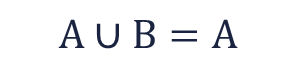 A ∪ B = A